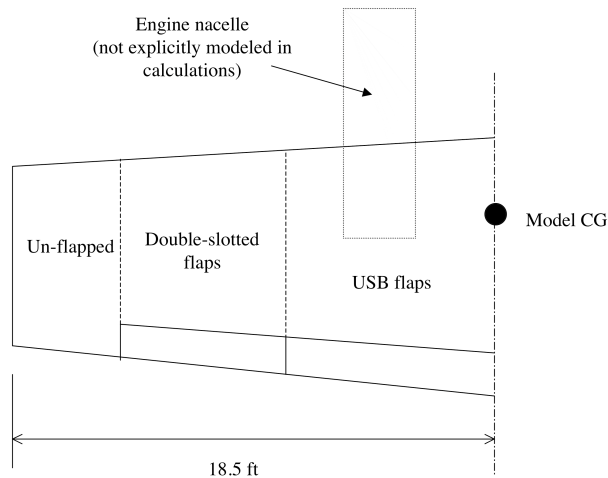 Engine nacelle
(not explicitly modeled in
calculations)
Model CG
Un-flapped
Double-slotted
flaps
USB flaps
18.5 ft